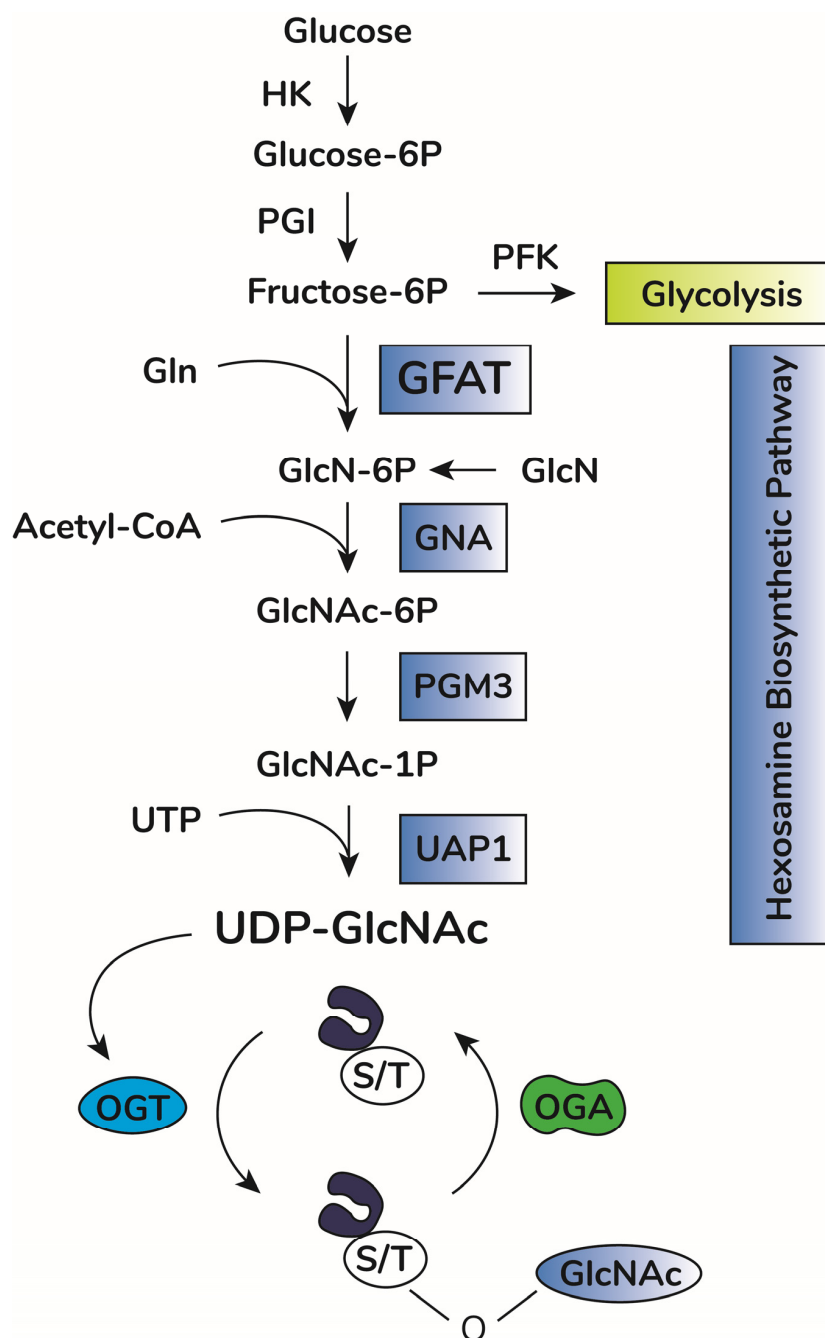 Glucose
HK
Glucose-6P
PGI
PFK
Fructose-6P
Glycolysis
Gln
GFAT
GlcN-6P
GlcN
Acetyl-CoA
GNA
GlcNAc-6P
PGM3
GlcNAc-1P
UTP
UAP1
Hexosamine Biosynthetic Pathway
UDP-GlcNAc
S/T
OGT
OGA
S/T
GlcNAc
O